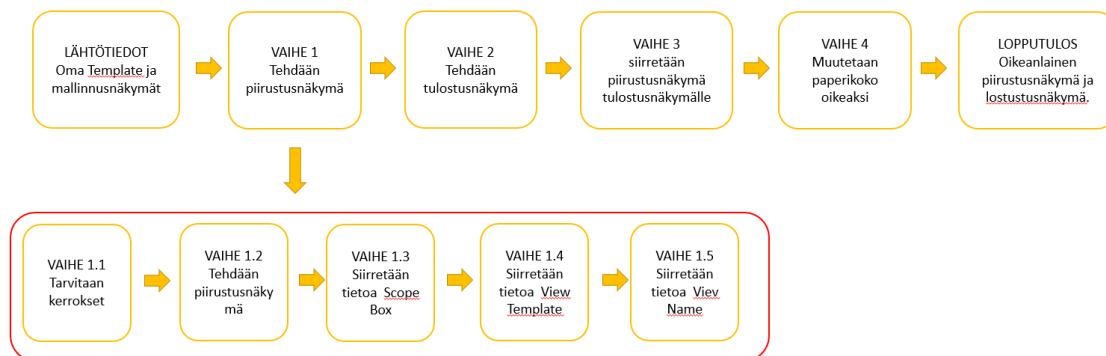 LÄHTÖTIEDOT
Oma Template ja
mallinnusnäkymät
VAIHE 1
Tehdään
piirustusnäkymä
VAIHE 2
Tehdään
tulostusnäkymä
VAIHE 3
siirretään
piirustusnäkymä
tulostusnäkymälle
VAIHE 4
Muutetaan
paperikoko
oikeaksi
LOPPUTULOS
Oikeanlainen
piirustusnäkymä ja
lostustusnäkymä.
VAIHE 1.1
Tarvitaan
kerrokset
VAIHE 1.2
Tehdään
piirustusnäky
mä
VAIHE 1.3
Siirretään
tietoa Scope
Box
VAIHE 1.4
Siirretään
tietoa View
Template
VAIHE 1.5
Siirretään
tietoa Viev
Name